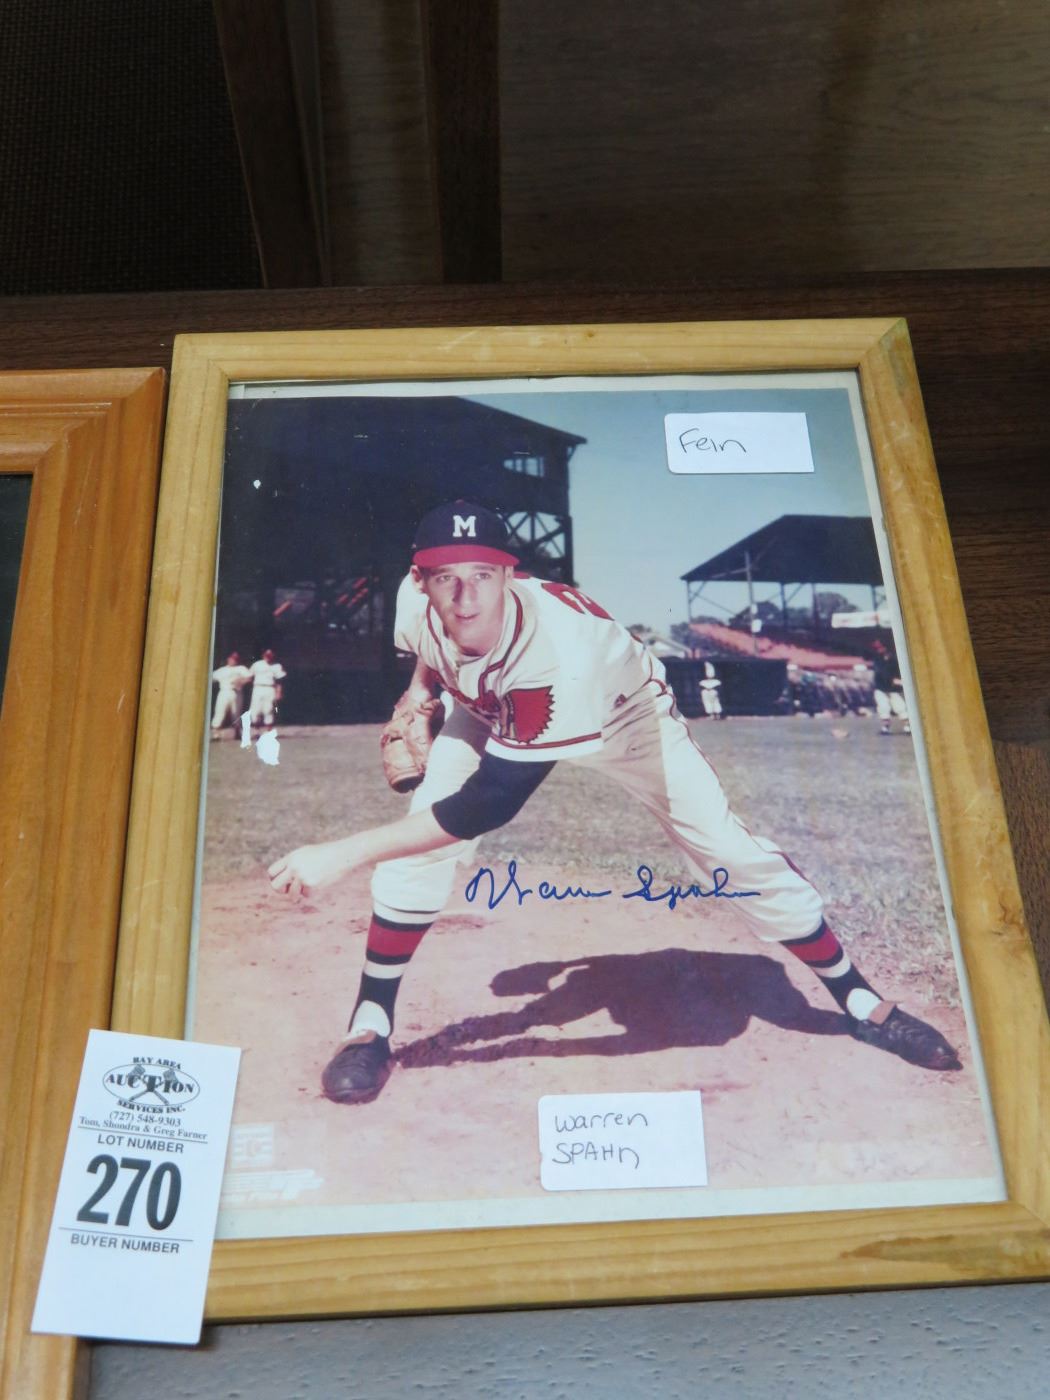 Fein
M
Warren Spahn
Warren
SPAHN
BAY AREA
AUCTION
SERVICES INC.
(727) 548-9303
Tom, Shondra & Greg Farner
LOT NUMBER
270
BUYER NUMBER